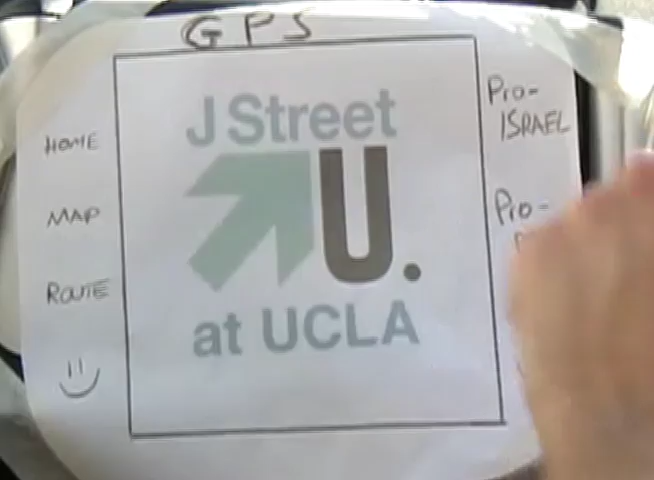 GPS
HOME
MAP
ROUTE
J Street
U.
at UCLA
Pro-
ISRAEL
Pro-